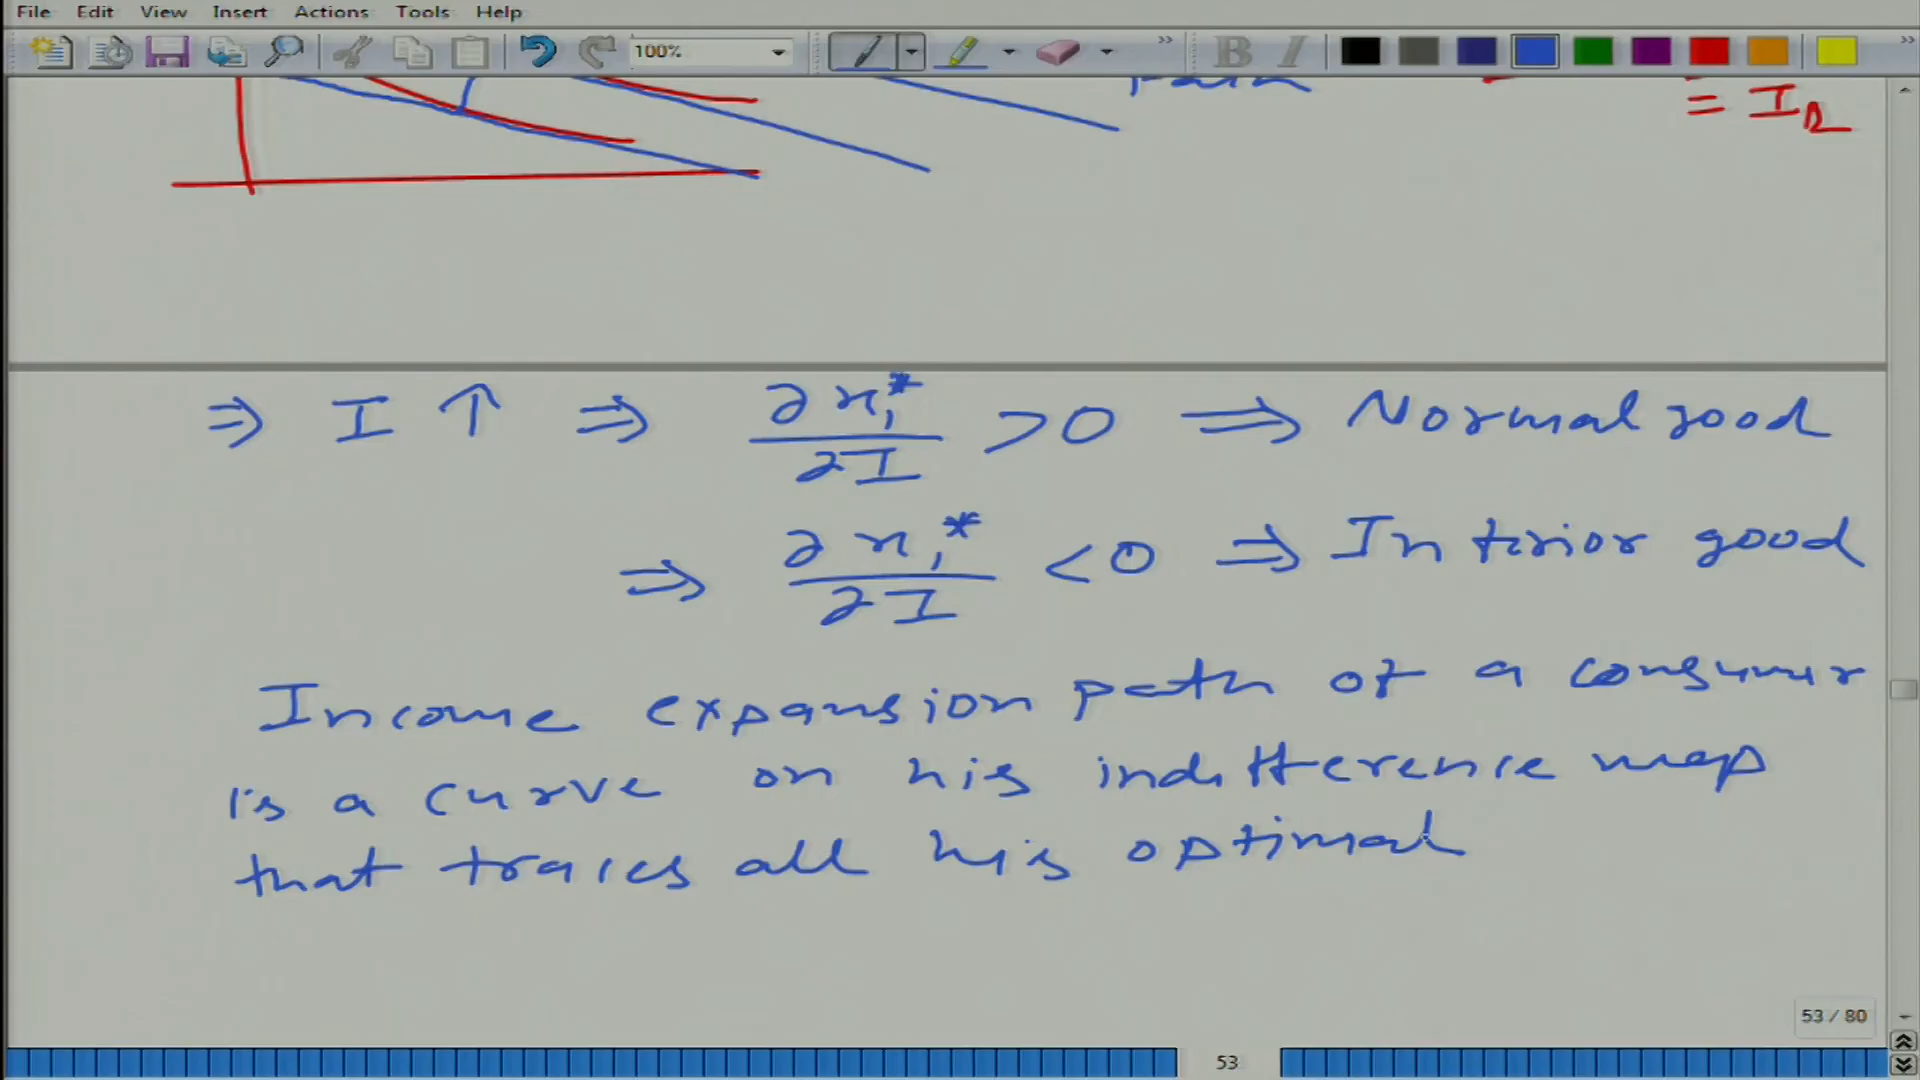 File Edit View Insert Actions Tools Help
100%
B I
Path
= I₂
⇒ I ↑ ⇒ ∂x₁*/∂I > 0 ⇒ Normal good
⇒ ∂x₁*/∂I < 0 ⇒ Inferior good
Income expansion path of a consumer
is a curve on his indifference map
that traces all his optimal
53 / 80
53